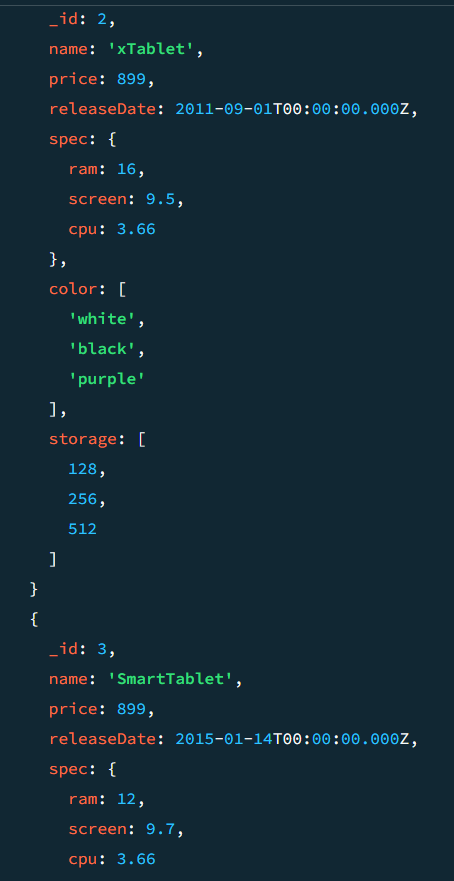 _id: 2,
name: 'xTablet',
price: 899,
releaseDate: 2011-09-01T00:00:00.000Z,
spec: {
ram: 16,
screen: 9.5,
cpu: 3.66
},
color: [
'white',
'black',
'purple'
],
storage: [
128,
256,
512
]
}
{
_id: 3,
name: 'SmartTablet',
price: 899,
releaseDate: 2015-01-14T00:00:00.000Z,
spec: {
ram: 12,
screen: 9.7,
cpu: 3.66